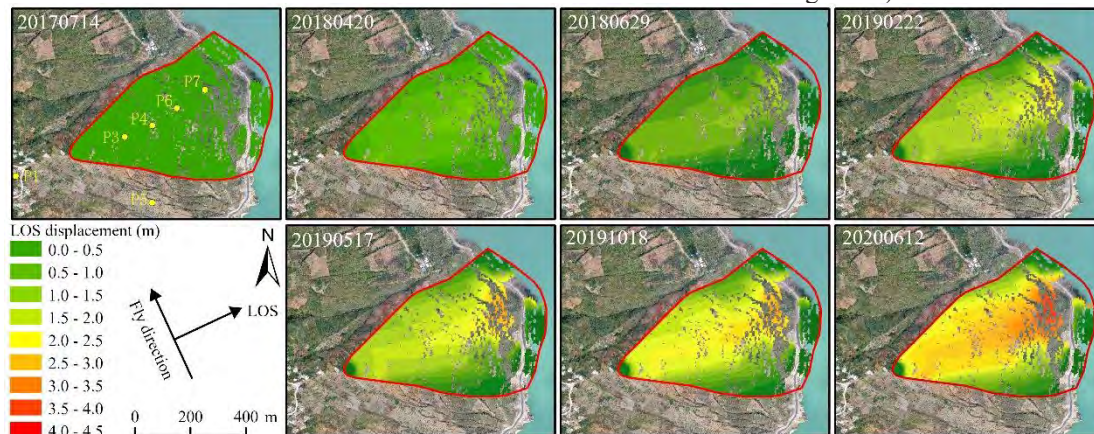 20170714
20180420
20180629
20190222
P7
P6
P4
P3
P1
P5
LOS displacement (m)
0.0 - 0.5
0.5 - 1.0
1.0 - 1.5
1.5 - 2.0
2.0 - 2.5
2.5 - 3.0
3.0 - 3.5
3.5 - 4.0
4.0 - 4.5
N
Fly direction
LOS
0 200 400 m
20190517
20191018
20200612